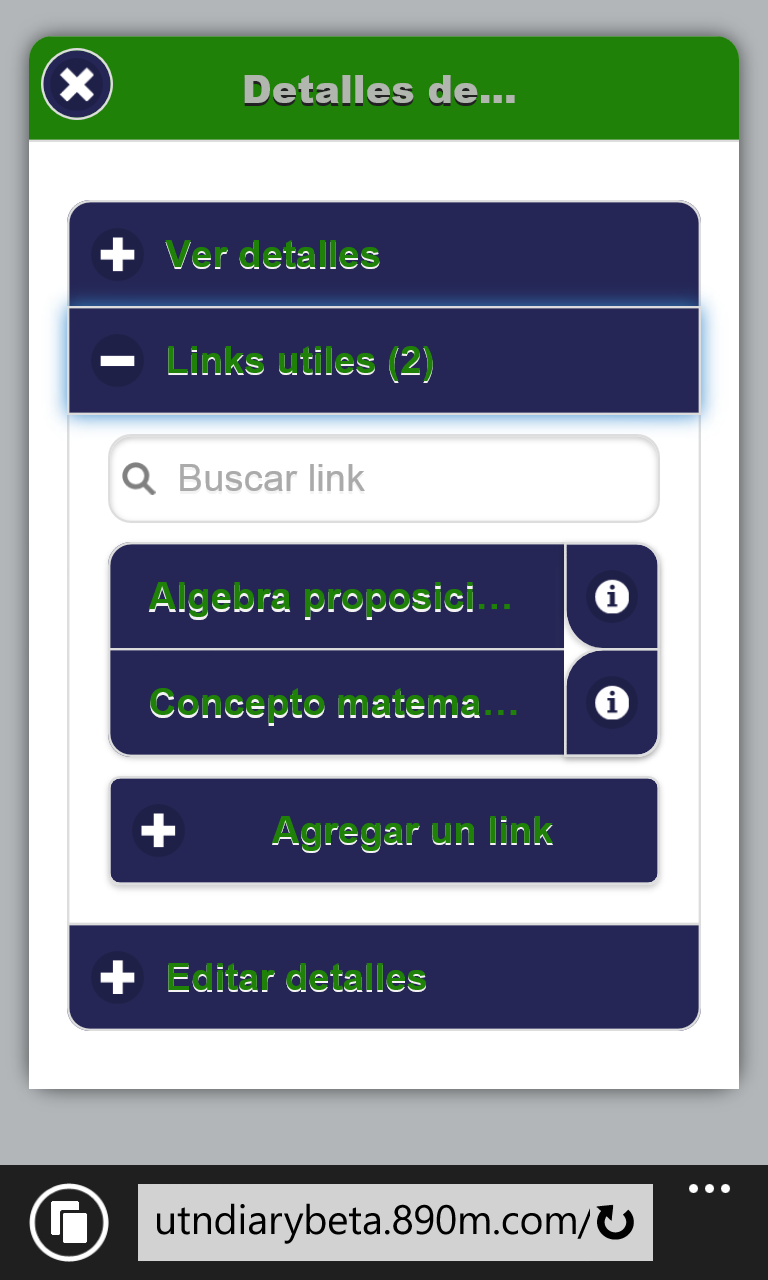 Detalles de...
Ver detalles
Links utiles (2)
Buscar link
Algebra proposici...
Concepto matema...
Agregar un link
Editar detalles
utndiarybeta.890m.com/